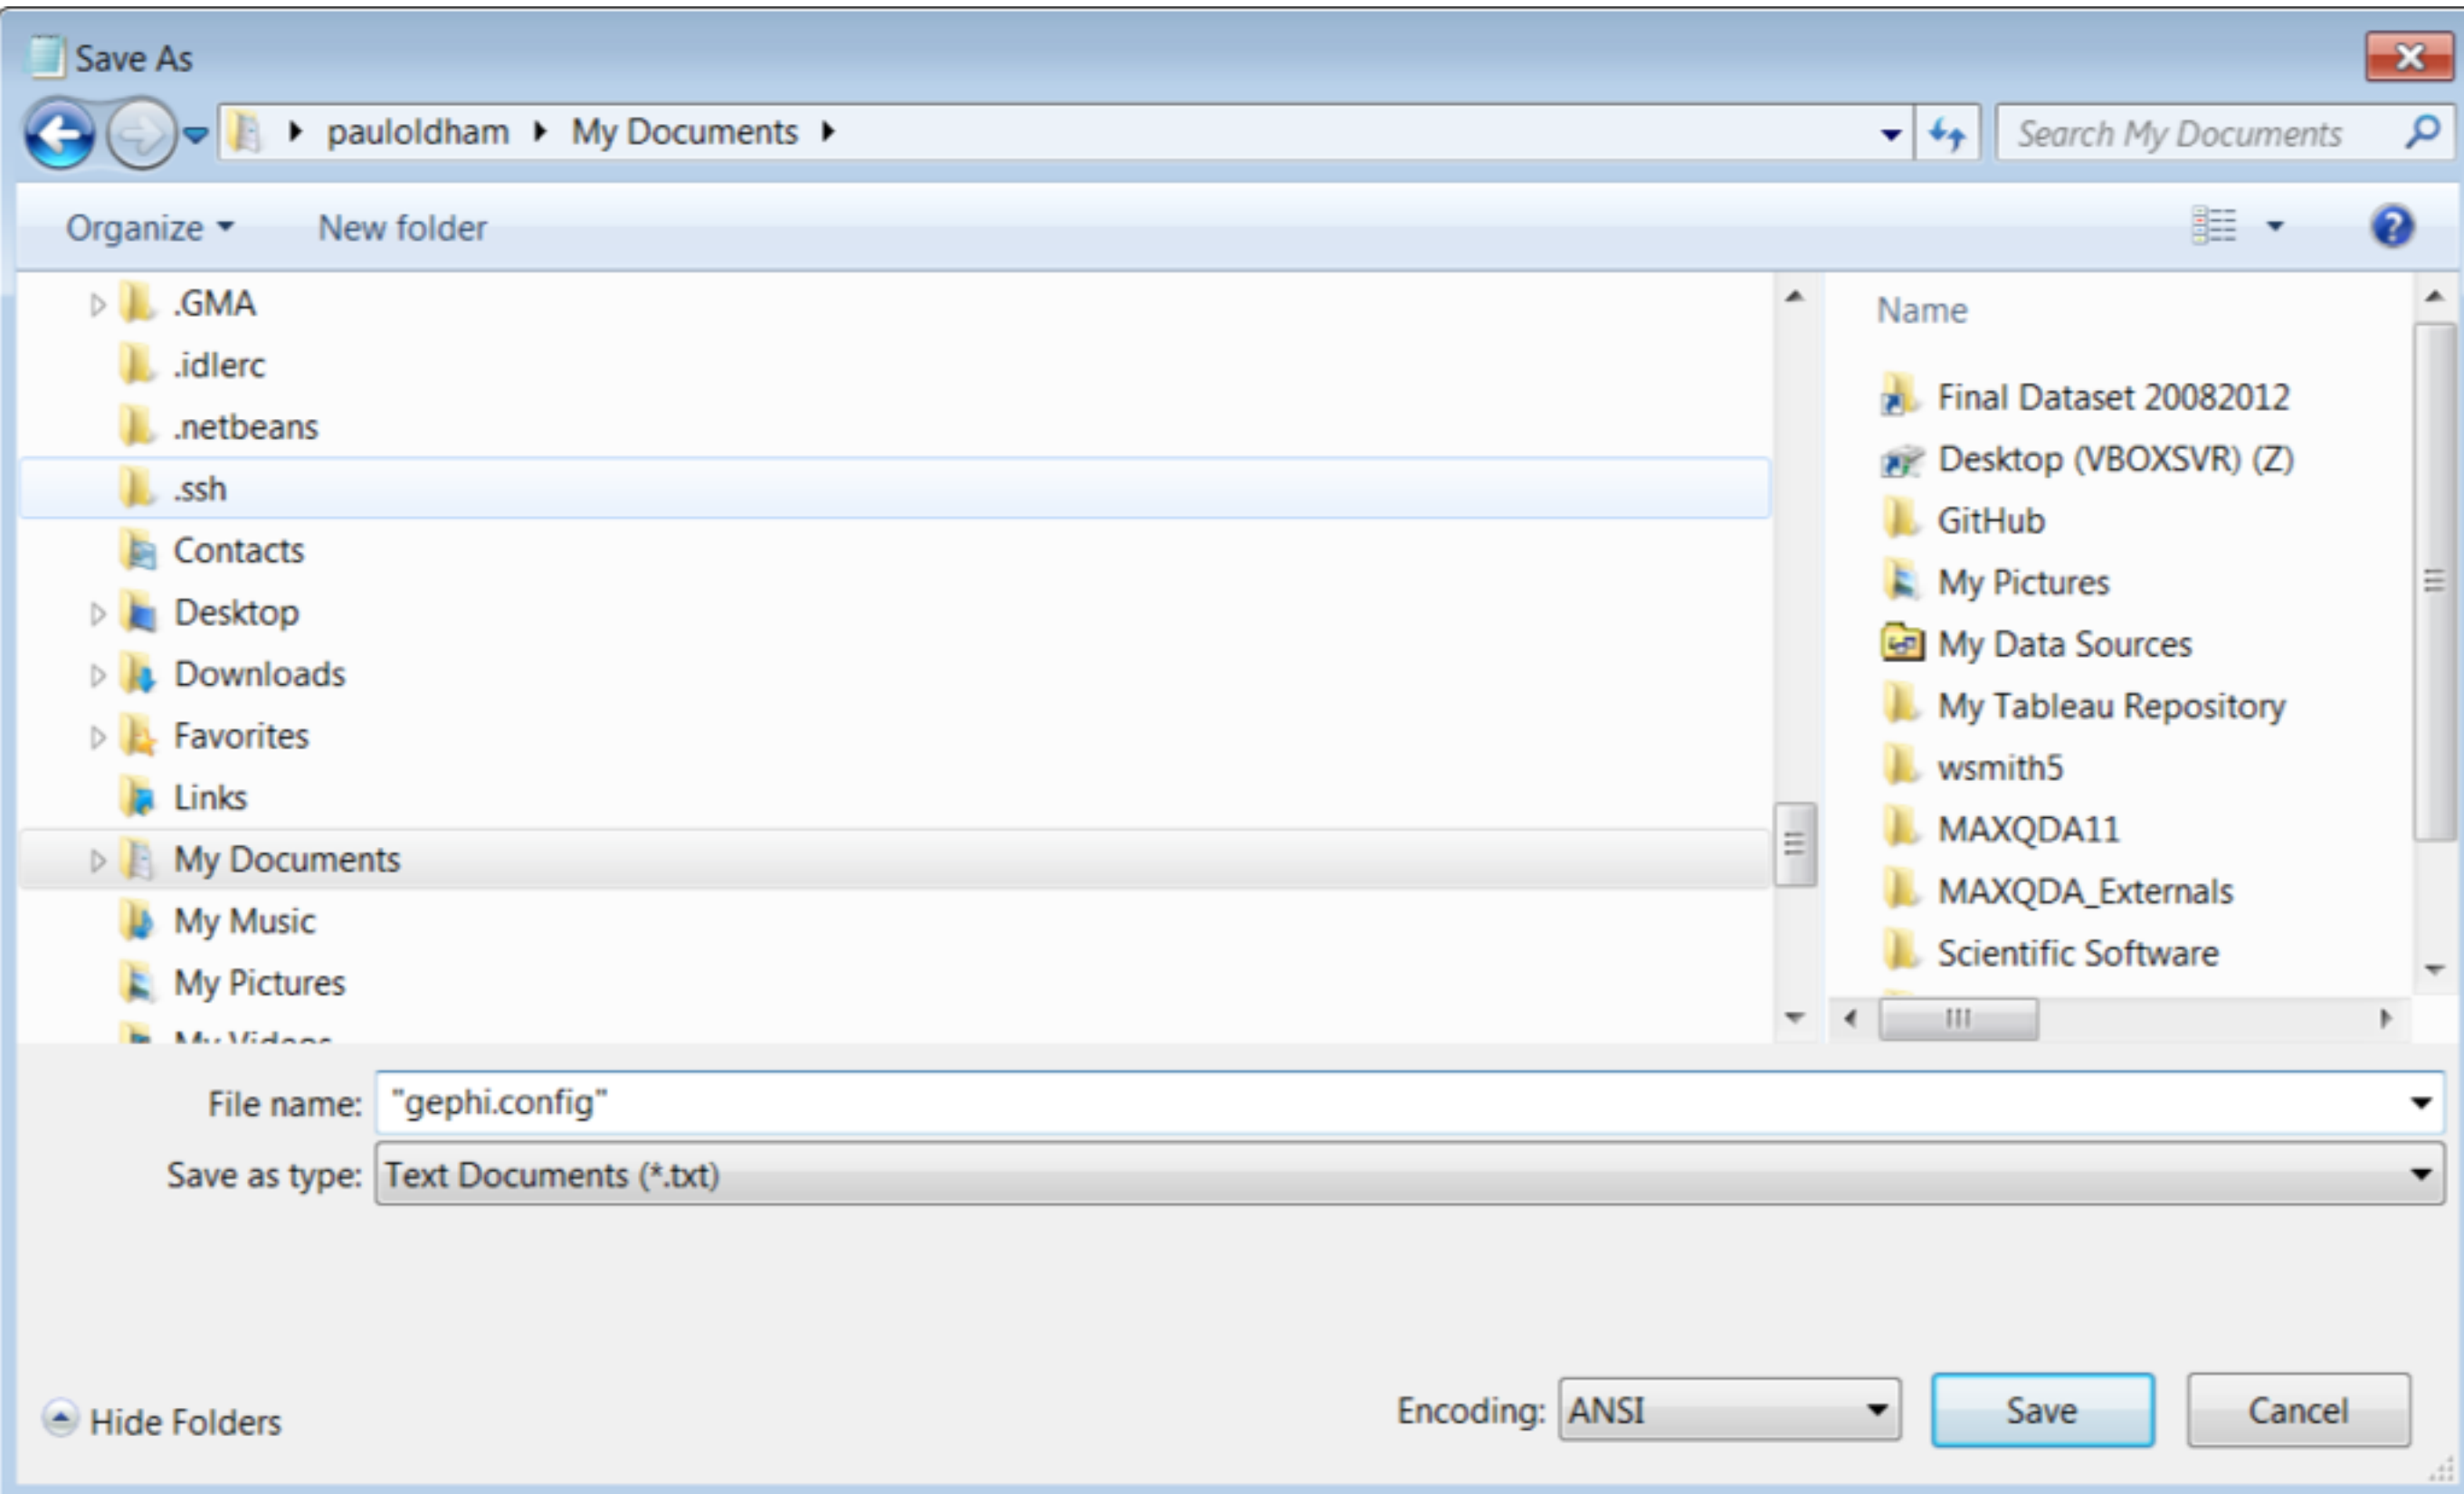 Save As
pauloldham My Documents
Search My Documents
Organize New folder
.GMA
.idlerc
.netbeans
.ssh
Contacts
Desktop
Downloads
Favorites
Links
My Documents
My Music
My Pictures
My Videos
Name
Final Dataset 20082012
Desktop (VBOXSVR) (Z)
GitHub
My Pictures
My Data Sources
My Tableau Repository
wsmith5
MAXQDA11
MAXQDA_Externals
Scientific Software
File name: "gephi.config"
Save as type: Text Documents (*.txt)
Hide Folders Encoding: ANSI Save Cancel